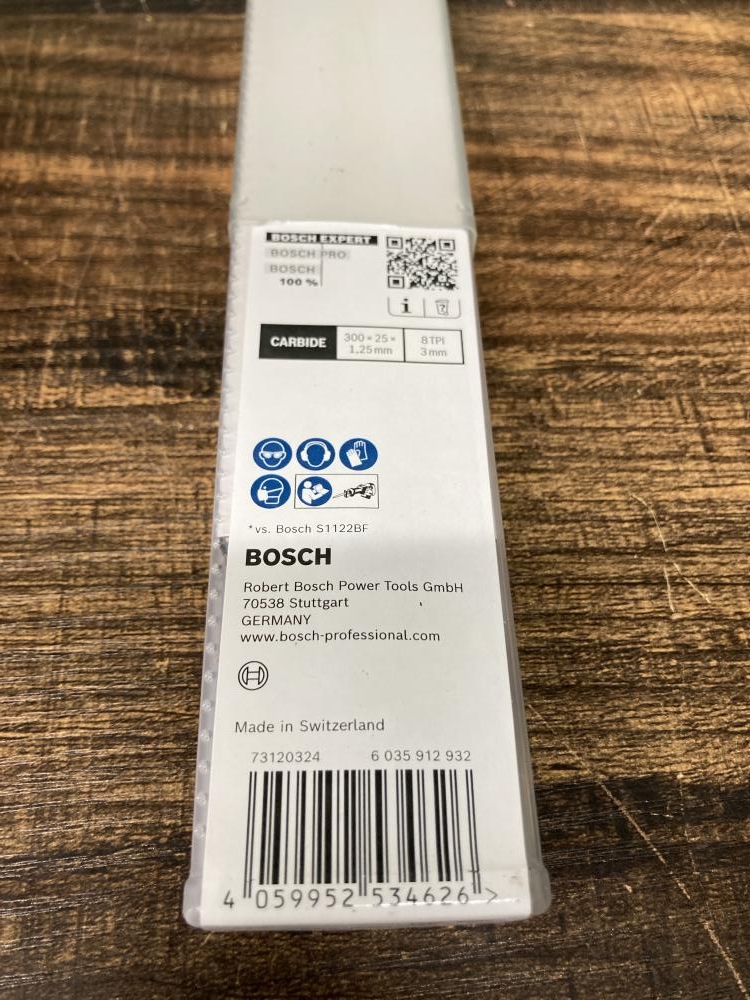 BOSCH EXPERT
BOSCH PRO
BOSCH
100 %
i
?
CARBIDE
300 × 25 ×
1,25 mm
8 TPI
3 mm
*vs. Bosch S1122BF
BOSCH
Robert Bosch Power Tools GmbH
70538 Stuttgart
GERMANY
www.bosch-professional.com
Made in Switzerland
73120324 6 035 912 932
4 059952 534626 >